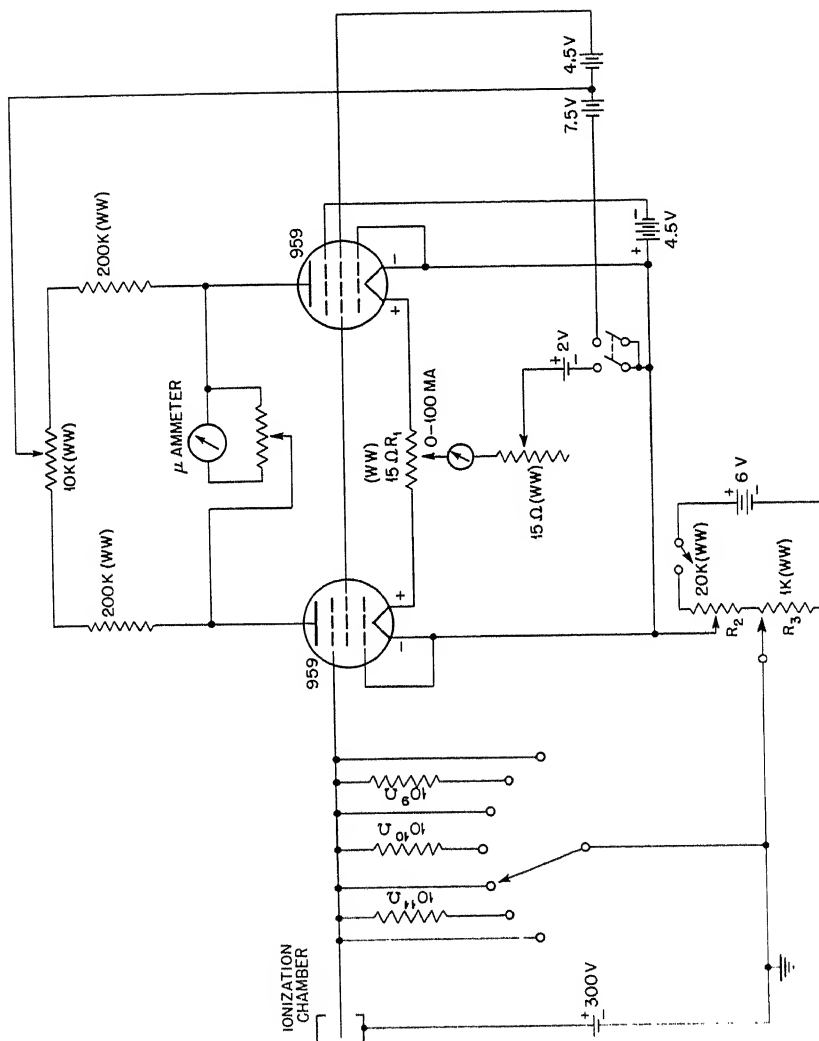 4.5V
7.5V
200K (WW)
959
- +
4.5V
10K (WW)
μ AMMETER
+ -
(WW)
15 Ω R₁
0-100 MA
+ -
2V
15 Ω (WW)
200K (WW)
959
- +
+ -
6V
20K (WW)
R₂
1K (WW)
R₃
10⁹ Ω
10¹⁰ Ω
10¹¹ Ω
IONIZATION
CHAMBER
+ -
300V